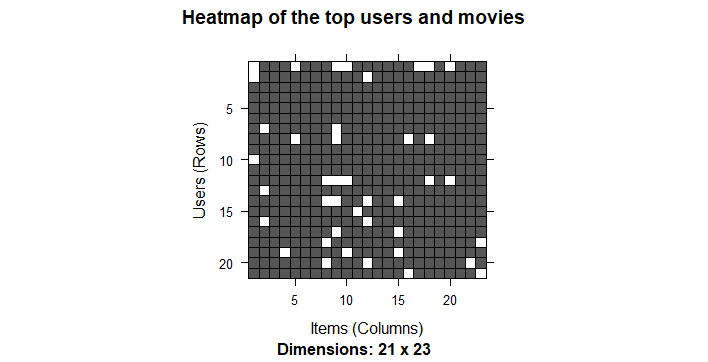 Heatmap of the top users and movies
Users (Rows)
5
10
15
20
5 10 15 20
Items (Columns)
Dimensions: 21 x 23